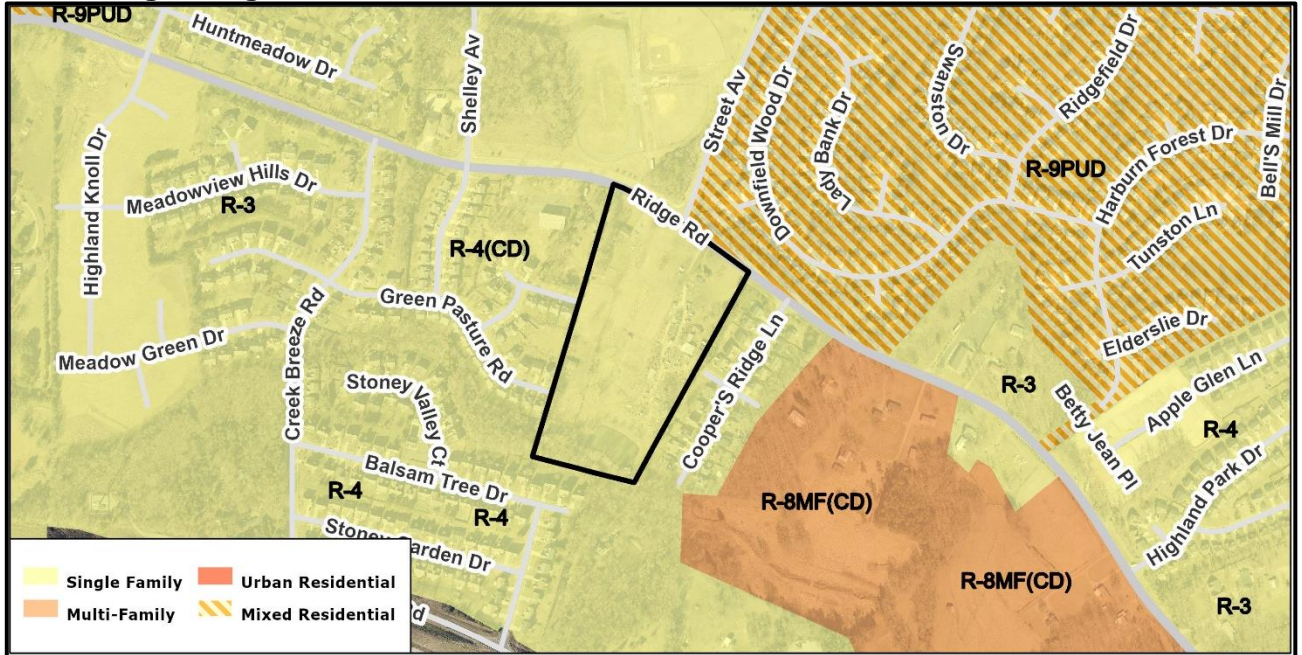 R-9PUD
Huntmeadow Dr
Shelley Av
Street Av
Downfield Wood Dr
Lady Bank Dr
Swanston Dr
Ridgefield Dr
Harburn Forest Dr
Bell'S Mill Dr
R-9PUD
Tunston Ln
Elderslie Dr
Highland Knoll Dr
Meadowview Hills Dr
R-3
R-4(CD)
Ridge Rd
Green Pasture Rd
Creek Breeze Rd
Meadow Green Dr
Stoney Valley Ct
Cooper'S Ridge Ln
R-3
Betty Jean Pl
Apple Glen Ln
R-4
Highland Park Dr
Balsam Tree Dr
R-4
R-4
R-8MF(CD)
R-8MF(CD)
R-3
Stoney Garden Dr
Rd
Single Family
Urban Residential
Multi-Family
Mixed Residential